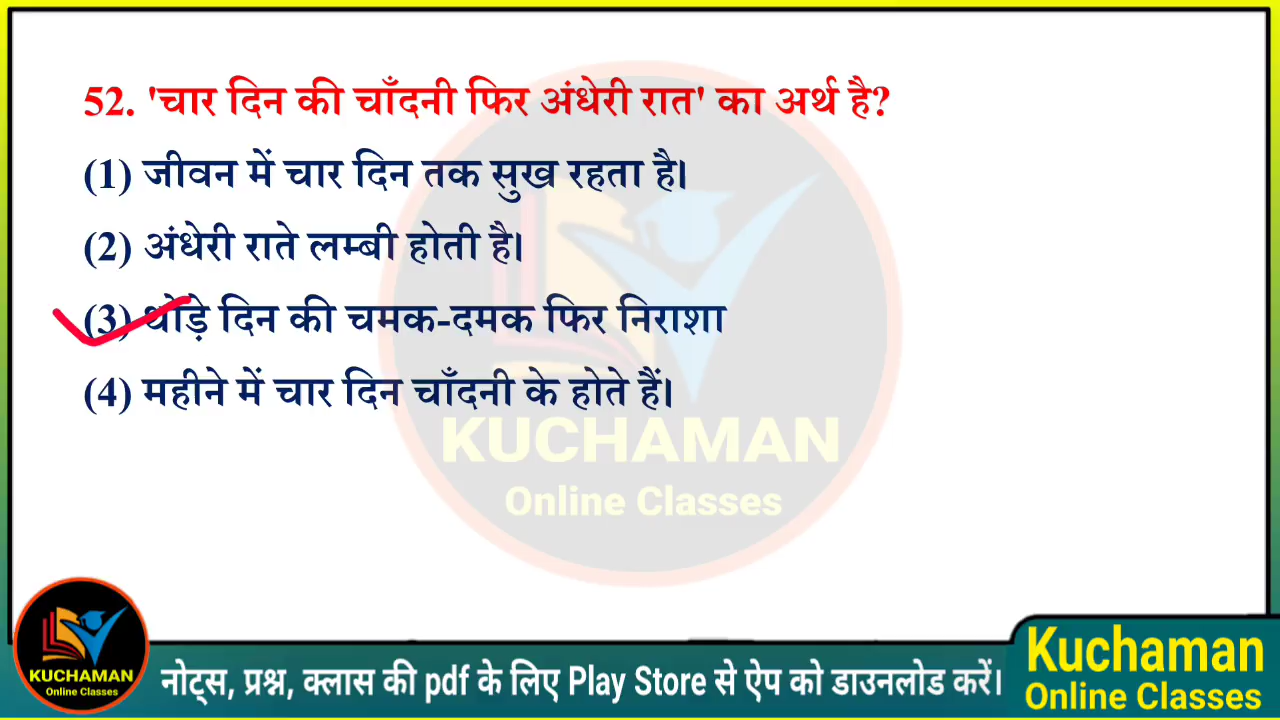 52. 'चार दिन की चाँदनी फिर अंधेरी रात' का अर्थ है?
(1) जीवन में चार दिन तक सुख रहता है।
(2) अंधेरी राते लम्बी होती है।
(3) थोड़े दिन की चमक-दमक फिर निराशा
(4) महीने में चार दिन चाँदनी के होते हैं।
KUCHAMAN
Online Classes
KUCHAMAN
Online Classes
नोट्स, प्रश्न, क्लास की pdf के लिए Play Store से ऐप को डाउनलोड करें।
Kuchaman
Online Classes